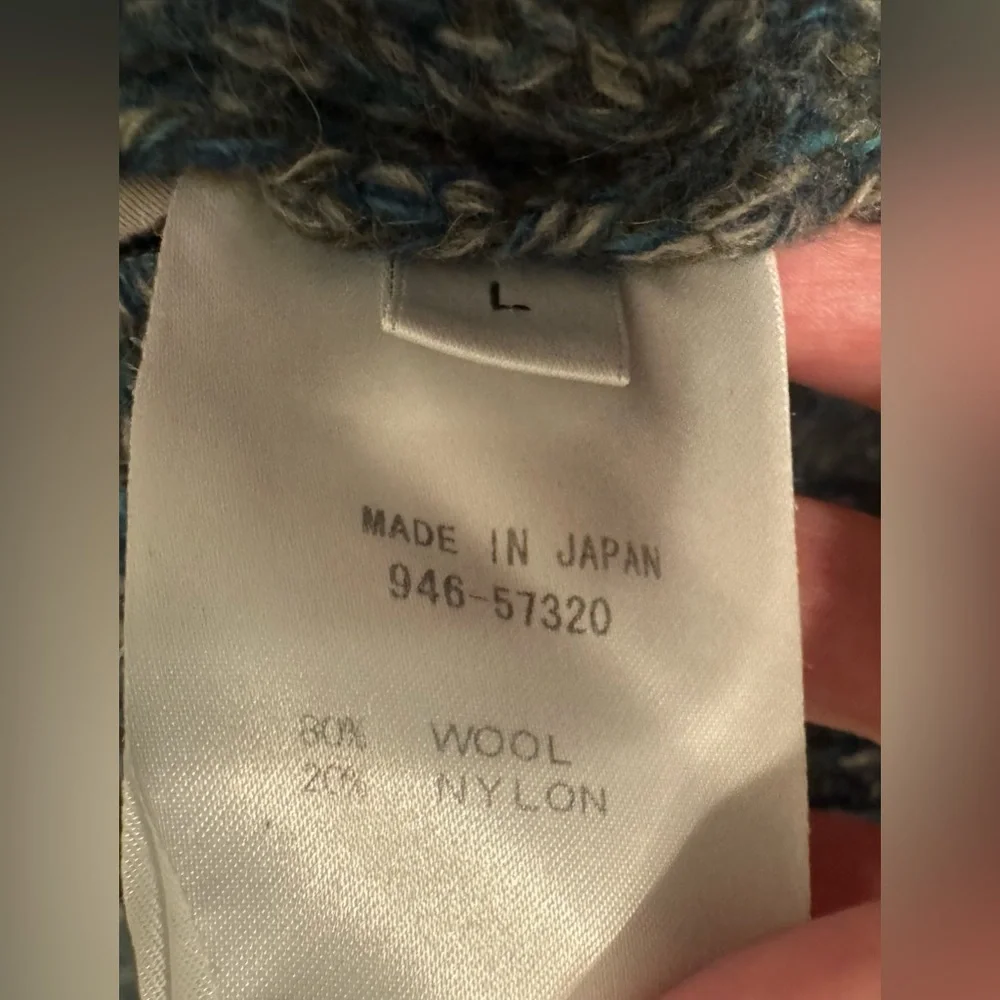 L
MADE IN JAPAN
946-57320
80% WOOL
20% NYLON